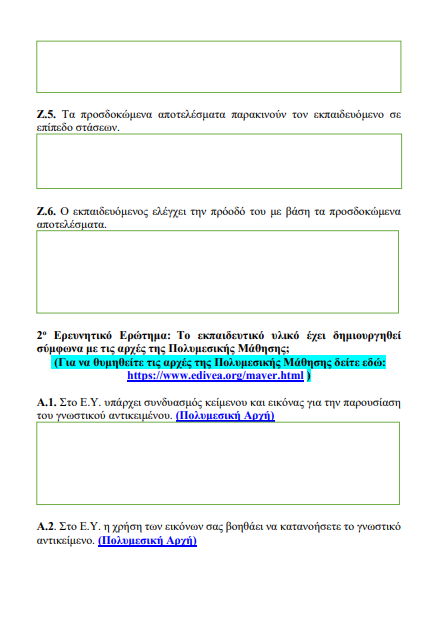 Ζ.5. Τα προσδοκώμενα αποτελέσματα παρακινούν τον εκπαιδευόμενο σε
επίπεδο στάσεων.
Ζ.6. Ο εκπαιδευόμενος ελέγχει την πρόοδό του με βάση τα προσδοκώμενα
αποτελέσματα.
2ο Ερευνητικό Ερώτημα: Το εκπαιδευτικό υλικό έχει δημιουργηθεί
σύμφωνα με τις αρχές της Πολυμεσικής Μάθησης;
(Για να θυμηθείτε τις αρχές της Πολυμεσικής Μάθησης δείτε εδώ:
https://www.edivea.org/maver.html )
Α.1. Στο Ε.Υ. υπάρχει συνδυασμός κείμενου και εικόνας για την παρουσίαση
του γνωστικού αντικειμένου. (Πολυμεσική Αρχή)
Α.2. Στο Ε.Υ. η χρήση των εικόνων σας βοηθάει να κατανοήσετε το γνωστικό
αντικείμενο. (Πολυμεσική Αρχή)